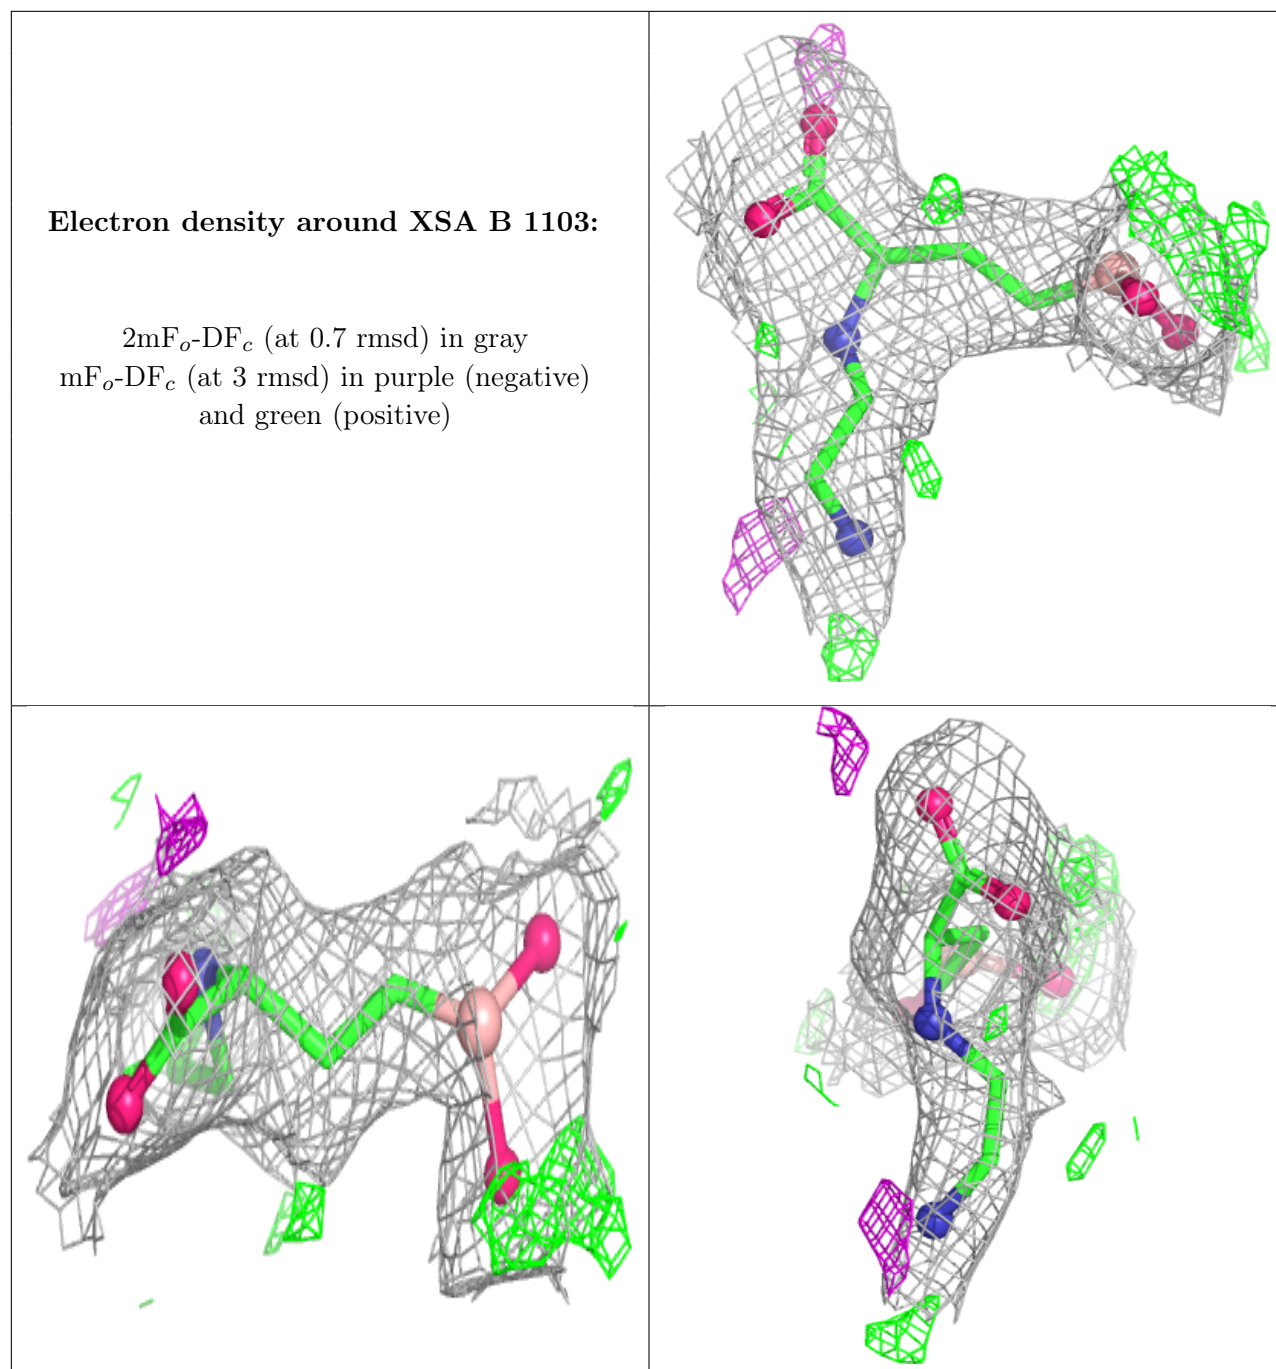 Electron density around XSA B 1103:
2mFo-DFc (at 0.7 rmsd) in gray
mFo-DFc (at 3 rmsd) in purple (negative)
and green (positive)